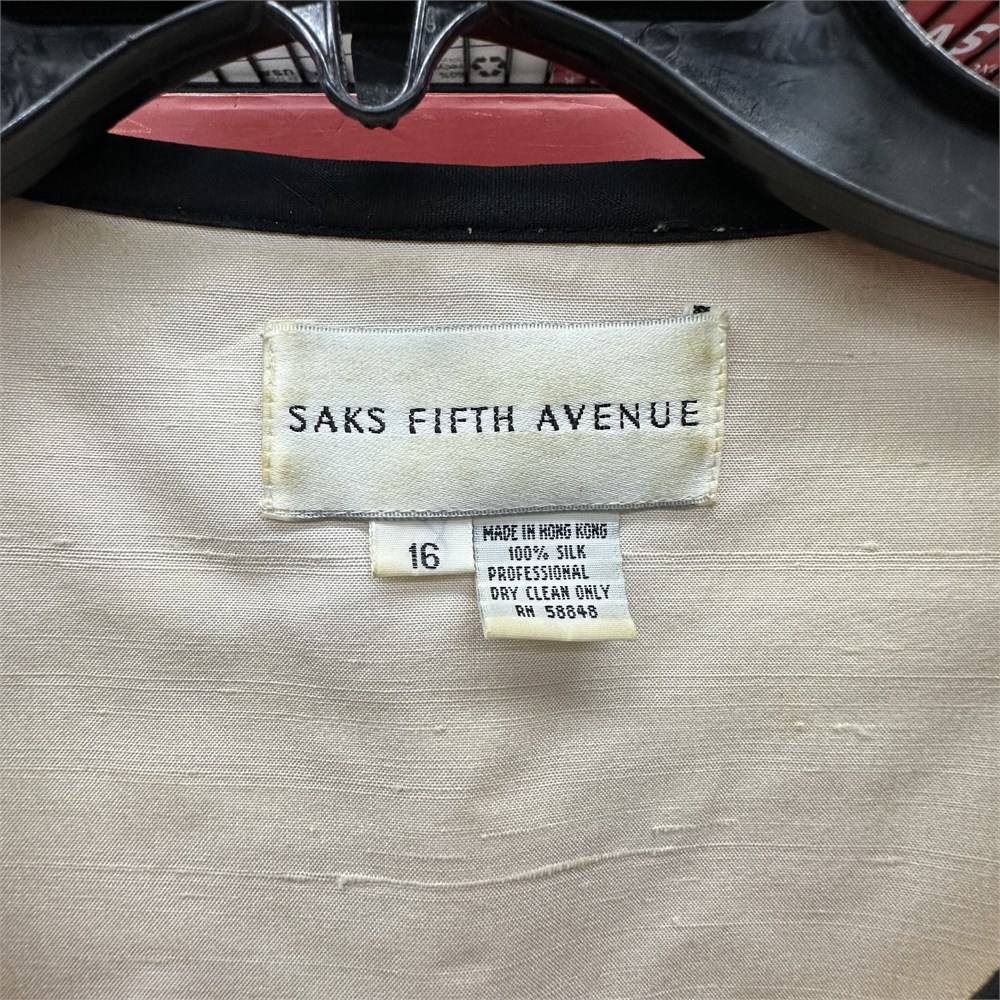 SAKS FIFTH AVENUE
16
MADE IN HONG KONG
100% SILK
PROFESSIONAL
DRY CLEAN ONLY
RN 58848